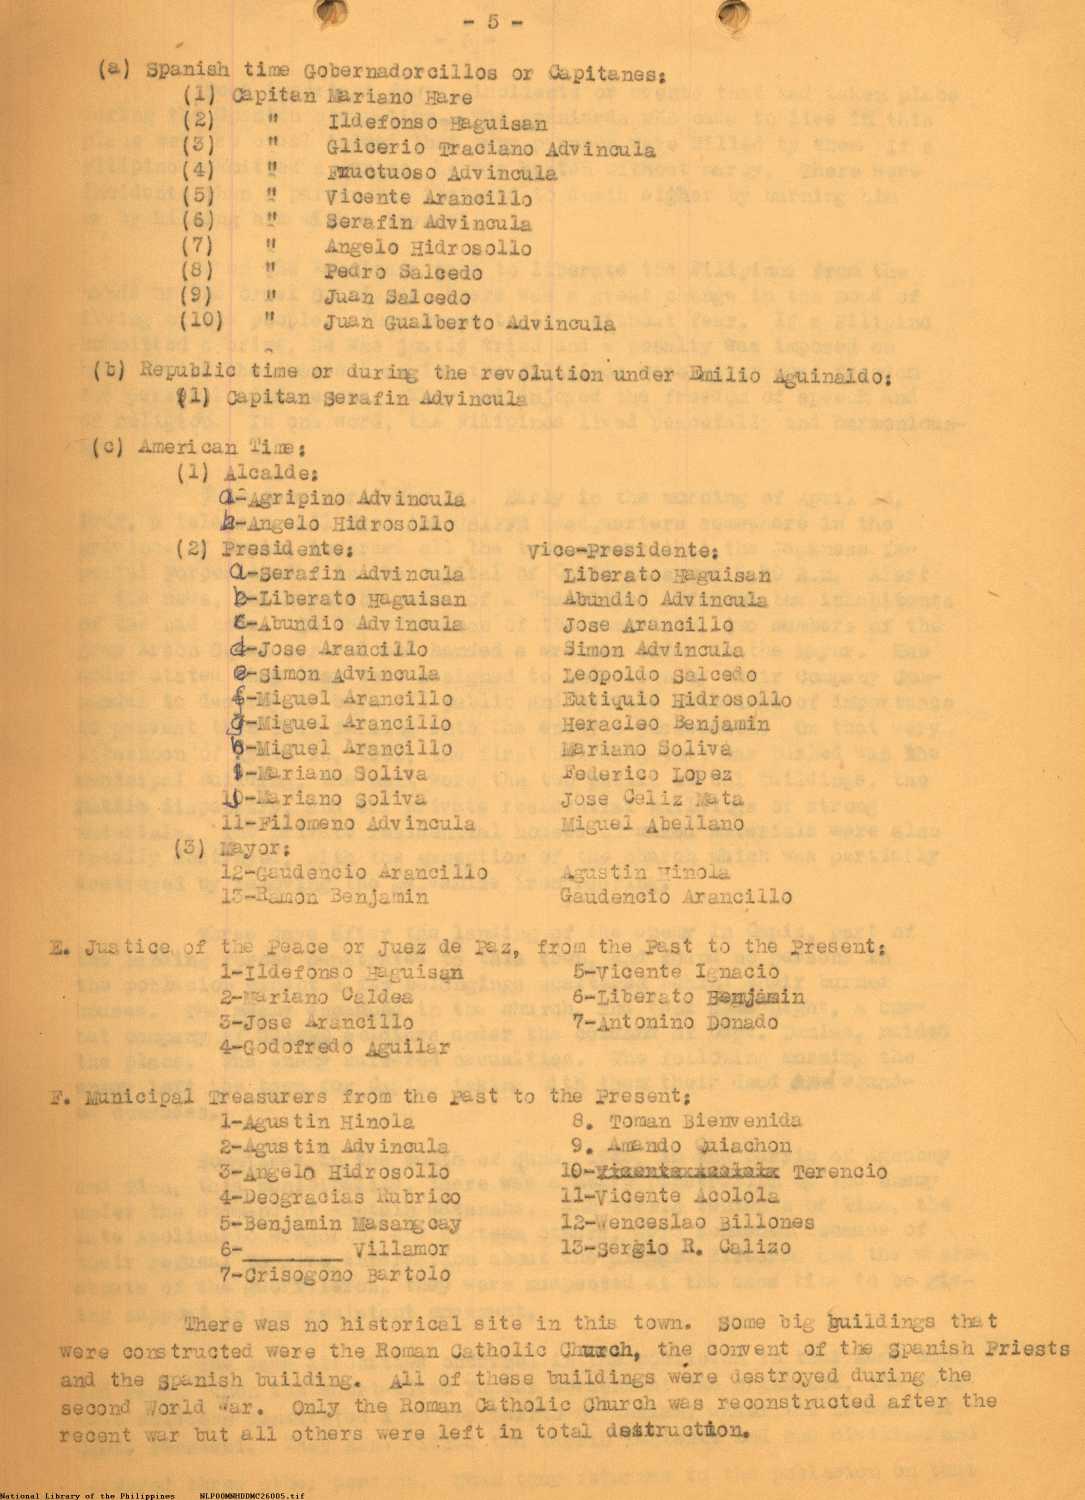 - 5 -
(a) Spanish time Gobernadorcillos or Capitanes:
(1) Capitan Mariano Hare
(2) " Ildefonso Haguisan
(3) " Glicerio Traciano Advincula
(4) " Fructuoso Advincula
(5) " Vicente Arancillo
(6) " Serafin Advincula
(7) " Angelo Hidrosollo
(8) " Pedro Salcedo
(9) " Juan Salcedo
(10) " Juan Gualberto Advincula
(b) Republic time or during the revolution under Emilio Aguinaldo:
(1) Capitan Serafin Advincula
(c) American Time:
(1) Alcalde:
a-Agripino Advincula
b-Angelo Hidrosollo
(2) Presidente: Vice-Presidente:
a-Serafin Advincula Liberato Haguisan
b-Liberato Haguisan Abundio Advincula
c-Abundio Advincula Jose Arancillo
d-Jose Arancillo Simon Advincula
e-Simon Advincula Leopoldo Salcedo
f-Miguel Arancillo Eutiquio Hidrosollo
g-Miguel Arancillo Heracleo Benjamin
h-Miguel Arancillo Mariano Soliva
i-Mariano Soliva Federico Lopez
10-Mariano Soliva Jose Celiz Mata
11-Filomeno Advincula Miguel Abellano
(3) Mayor:
12-Gaudencio Arancillo Agustin Hinola
13-Ramon Benjamin Gaudencio Arancillo
E. Justice of the Peace or Juez de Paz, from the Past to the Present:
1-Ildefonso Haguisan 5-Vicente Ignacio
2-Mariano Caldea 6-Liberato Benjamin
3-Jose Arancillo 7-Antonino Donado
4-Godofredo Aguilar
F. Municipal Treasurers from the Past to the Present:
1-Agustin Hinola 8. Toman Bienvenida
2-Agustin Advincula 9. Amando Quiachon
3-Angelo Hidrosollo 10- Terencio
4-Deogracias Rubrico 11-Vicente Acolola
5-Benjamin Masangcay 12-Wenceslao Billones
6-________ Villamor 13-Sergio R. Calizo
7-Crisogono Bartolo
There was no historical site in this town. Some big buildings that
were constructed were the Roman Catholic Church, the convent of the Spanish Priests
and the Spanish building. All of these buildings were destroyed during the
second World War. Only the Roman Catholic Church was reconstructed after the
recent war but all others were left in total destruction.
National Library of the Philippines NLPOOMNHDDMC26005.tif